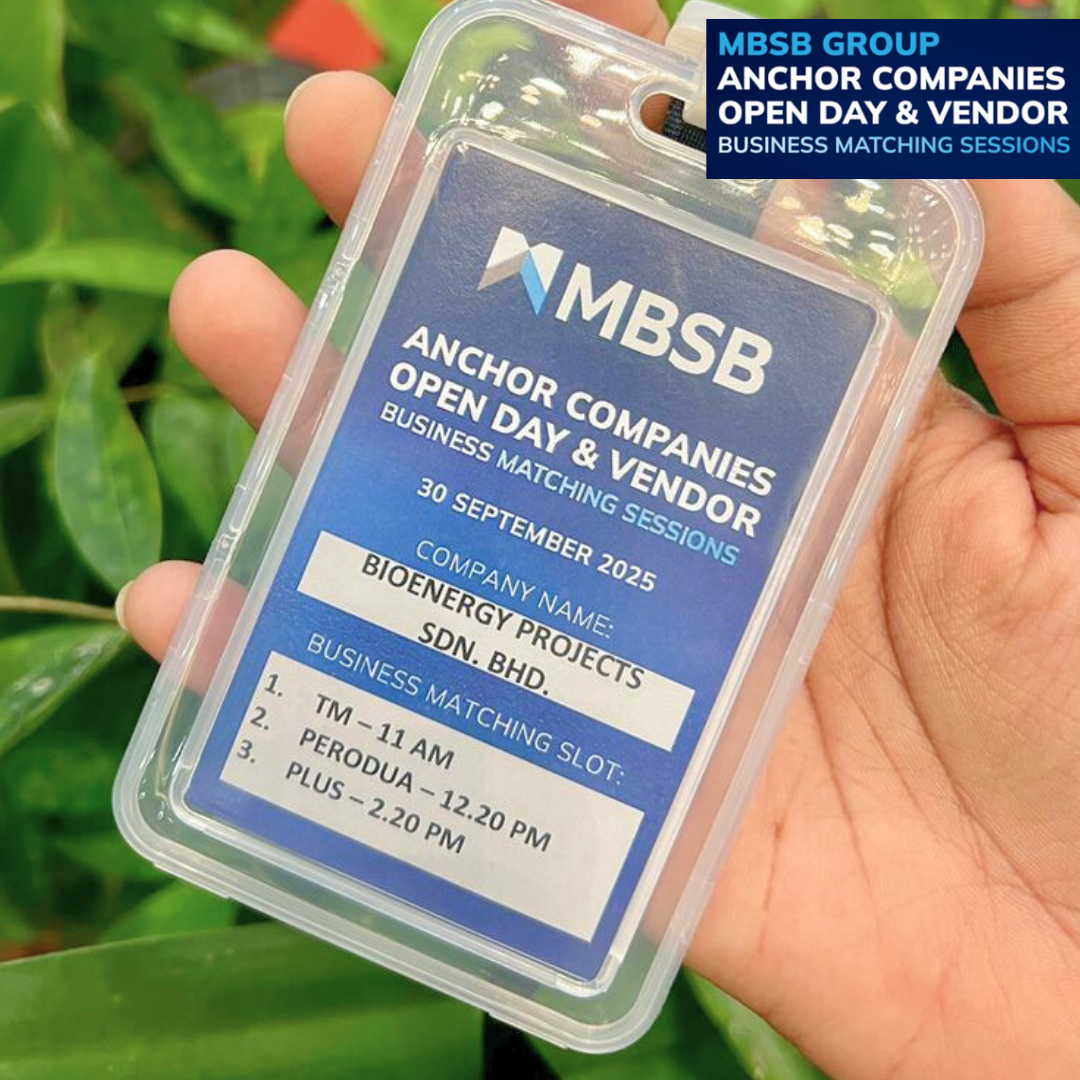 MBSB GROUP
ANCHOR COMPANIES
OPEN DAY & VENDOR
BUSINESS MATCHING SESSIONS
MBSB
ANCHOR COMPANIES
OPEN DAY & VENDOR
BUSINESS MATCHING SESSIONS
30 SEPTEMBER 2025
COMPANY NAME:
BIOENERGY PROJECTS
SDN. BHD.
BUSINESS MATCHING SLOT:
1. TM – 11 AM
2. PERODUA – 12.20 PM
3. PLUS – 2.20 PM